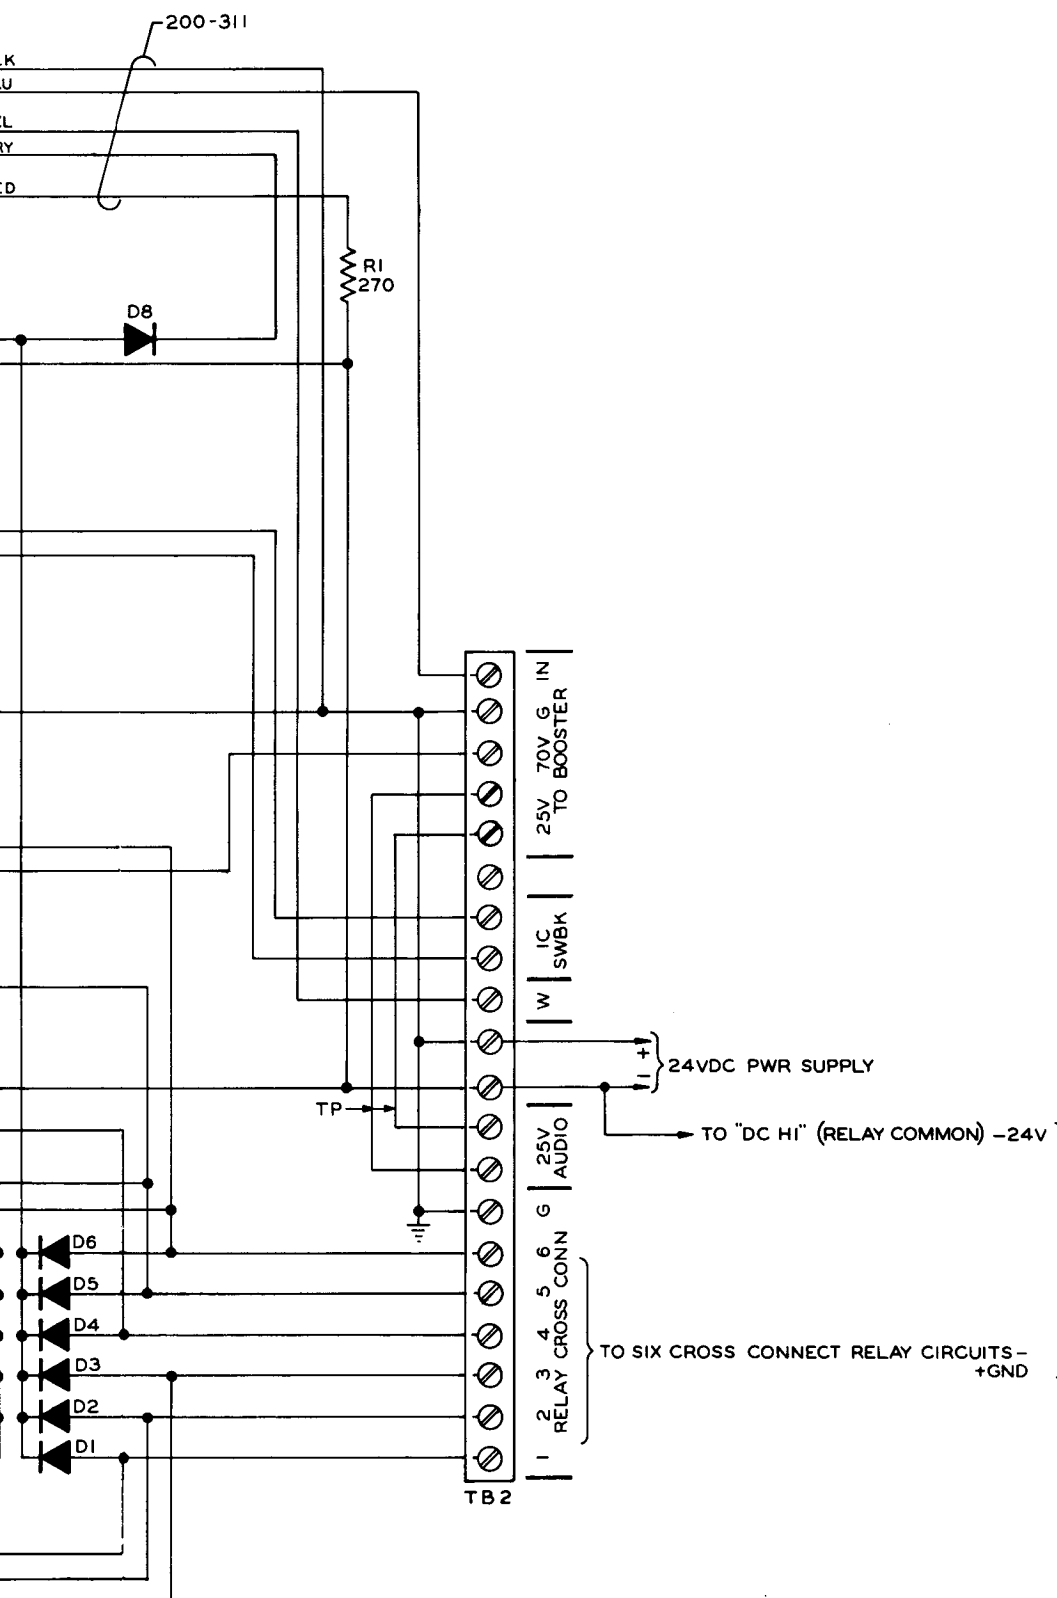 200-311
R1
270
D8
IN
G
70V
25V
TO BOOSTER
IC
SWBK
W
+
24VDC PWR SUPPLY
−
TP
TO "DC HI" (RELAY COMMON) −24V
25V
AUDIO
G
6
5
4
3
2
1
RELAY CROSS CONN
D6
D5
D4
D3
D2
D1
TO SIX CROSS CONNECT RELAY CIRCUITS−
+GND
TB2